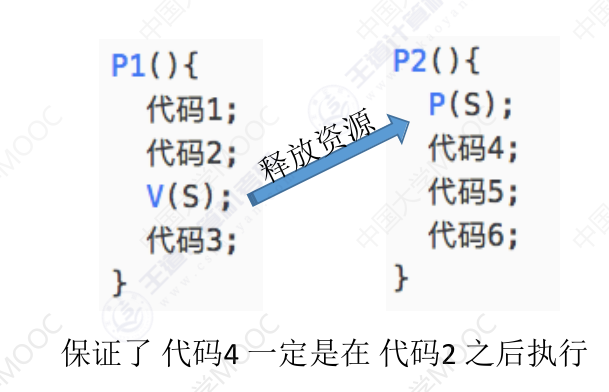 P1(){
代码1;
代码2;
V(S);
代码3;
}
释放资源
P2(){
P(S);
代码4;
代码5;
代码6;
}
保证了 代码4 一定是在 代码2 之后执行